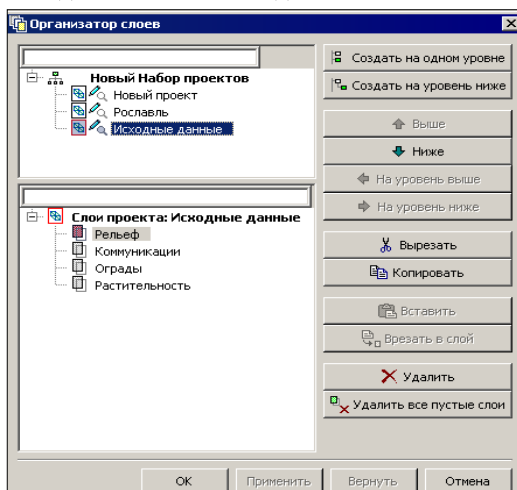 Организатор слоев
Новый Набор проектов
Новый проект
Рославль
Исходные данные
Слои проекта: Исходные данные
Рельеф
Коммуникации
Ограды
Растительность
Создать на одном уровне
Создать на уровень ниже
Выше
Ниже
На уровень выше
На уровень ниже
Вырезать
Копировать
Вставить
Врезать в слой
Удалить
Удалить все пустые слои
ОК
Применить
Вернуть
Отмена